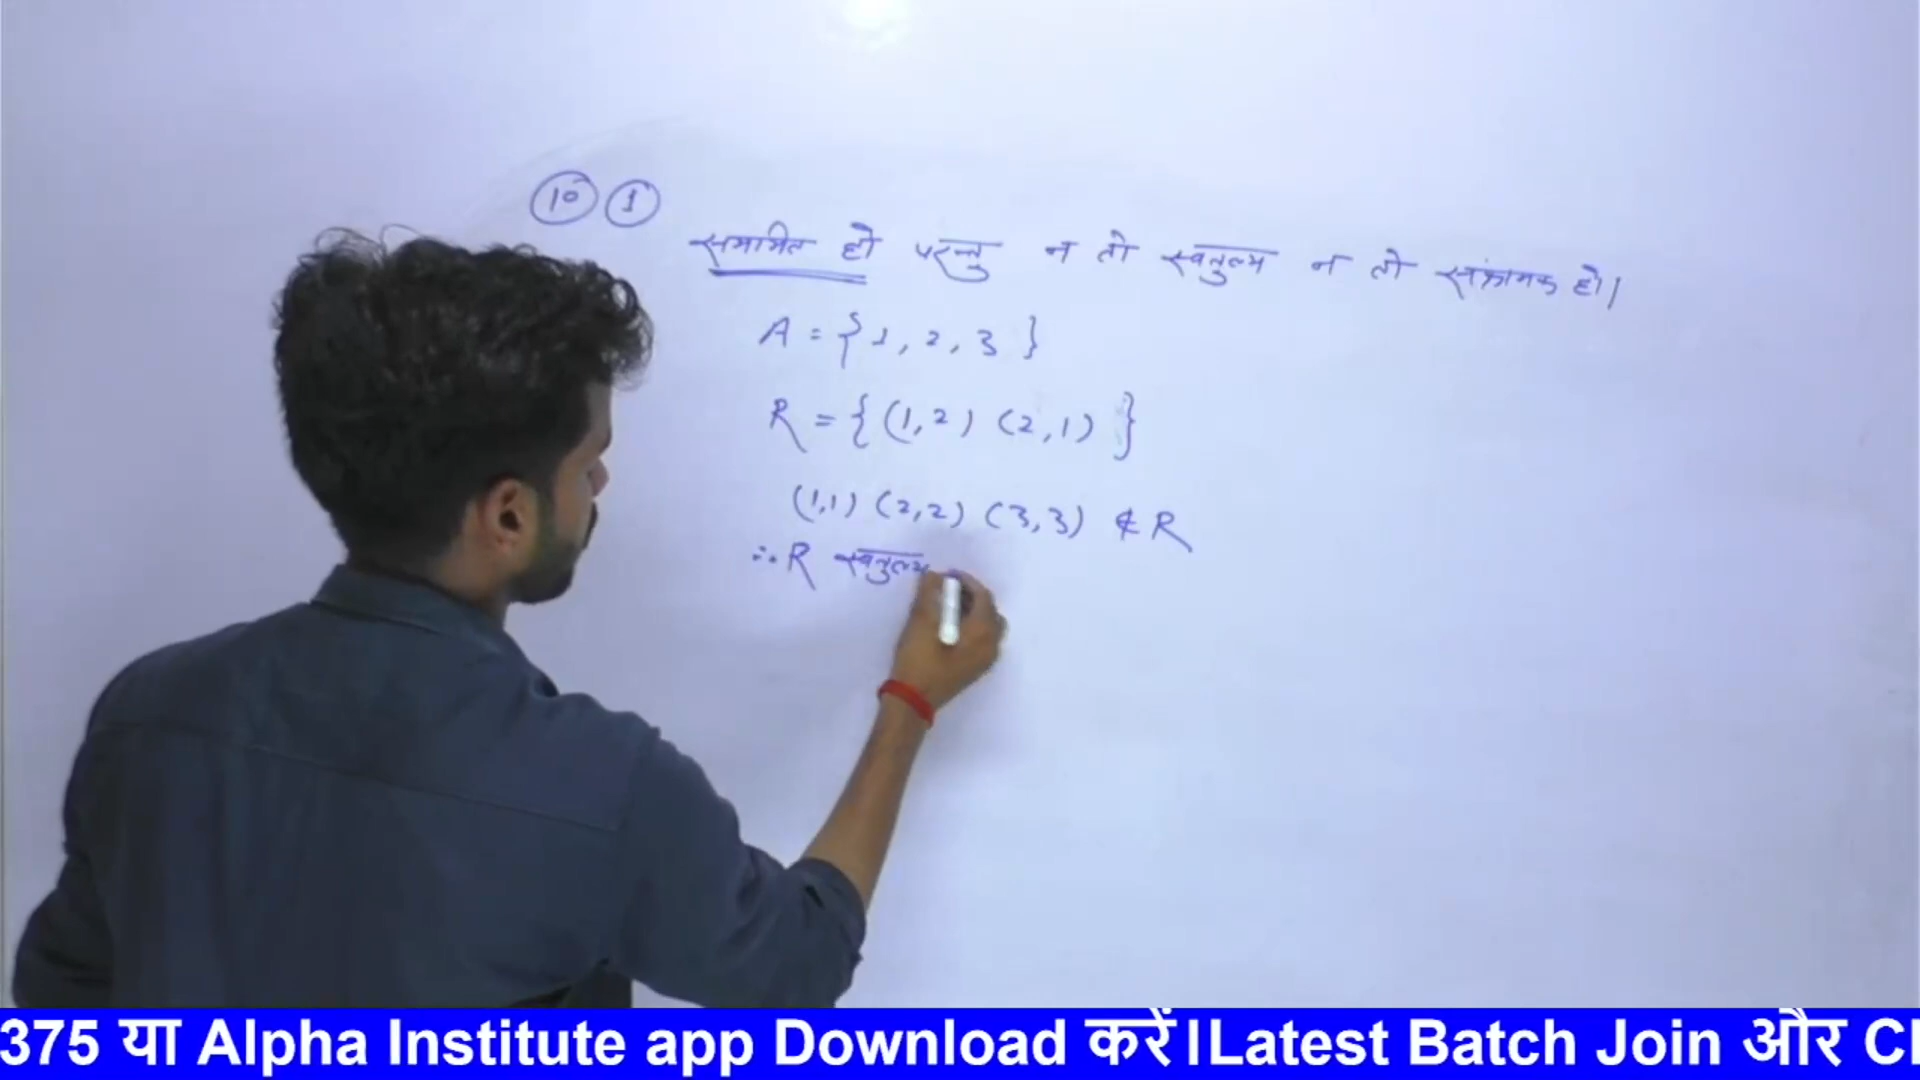 10 1
सममित हो परन्तु न तो स्वतुल्य न तो संक्रामक हो।
A = { 1, 2, 3 }
R = { (1,2) (2,1) }
(1,1) (2,2) (3,3) ∉ R
∴ R स्वतुल्य
375 या Alpha Institute app Download करें।Latest Batch Join और Cl